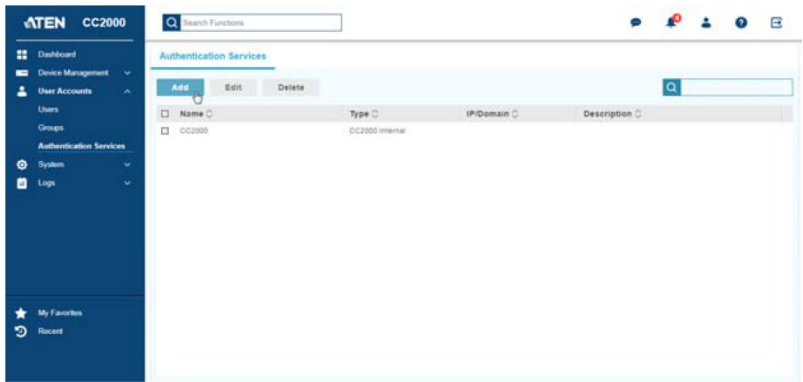 ATEN CC2000
Search Functions
4
Dashboard
Device Management
User Accounts
Users
Groups
Authentication Services
System
Logs
My Favorites
Recent
Authentication Services
Add Edit Delete
Name Type IP/Domain Description
CC2000 CC2000 Internal